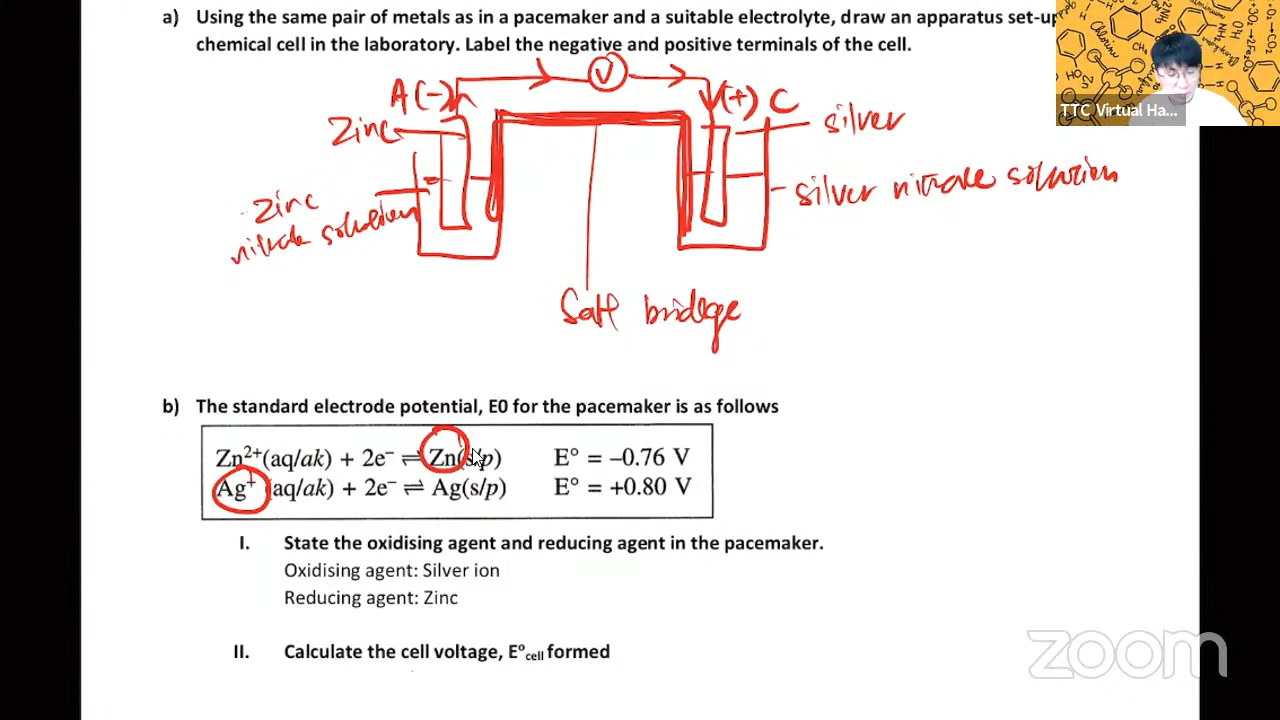 a) Using the same pair of metals as in a pacemaker and a suitable electrolyte, draw an apparatus set-up
chemical cell in the laboratory. Label the negative and positive terminals of the cell.
TTC Virtual Ha...
V
A (-)
(+) C
Zinc
silver
Zinc
nitrate solution
silver nitrate solution
Salt bridge
b) The standard electrode potential, E0 for the pacemaker is as follows
Zn²⁺(aq/ak) + 2e⁻ ⇌ Zn(s/p) E° = –0.76 V
Ag⁺ (aq/ak) + 2e⁻ ⇌ Ag(s/p) E° = +0.80 V
I. State the oxidising agent and reducing agent in the pacemaker.
Oxidising agent: Silver ion
Reducing agent: Zinc
II. Calculate the cell voltage, E°cell formed
zoom